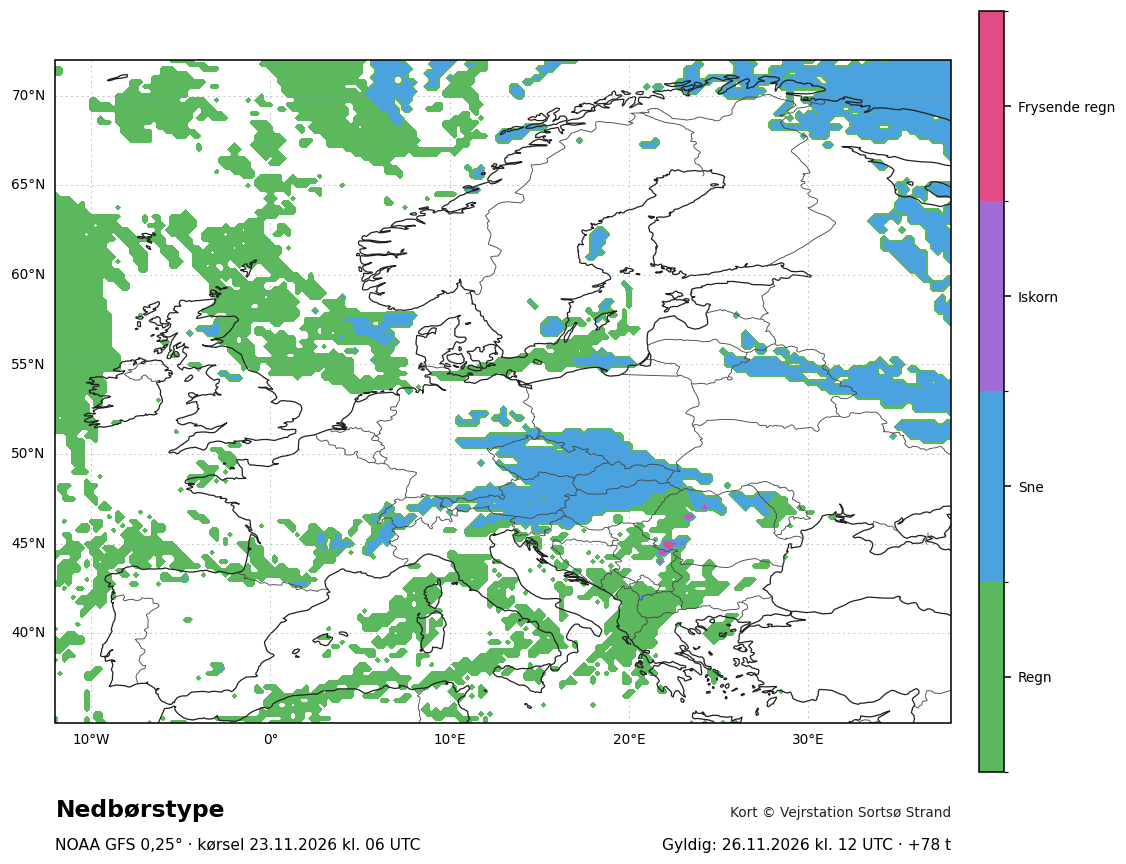 70°N
65°N
60°N
55°N
50°N
45°N
40°N
10°W
0°
10°E
20°E
30°E
Frysende regn
Iskorn
Sne
Regn
Nedbørstype
Kort © Vejrstation Sortsø Strand
NOAA GFS 0,25° · kørsel 23.11.2026 kl. 06 UTC
Gyldig: 26.11.2026 kl. 12 UTC · +78 t